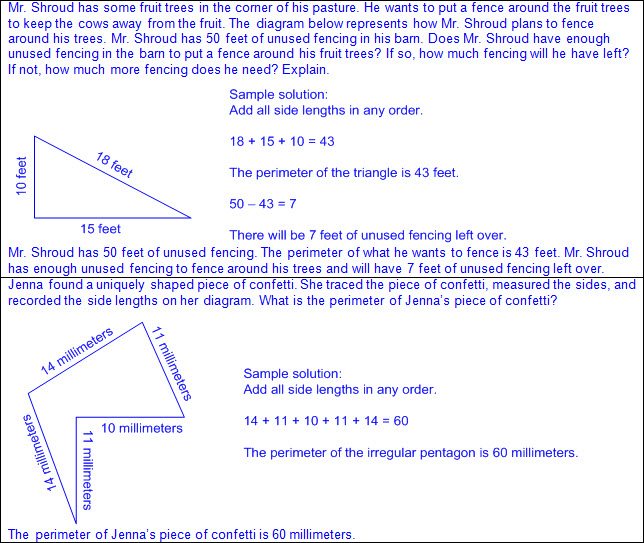 Mr. Shroud has some fruit trees in the corner of his pasture. He wants to put a fence around the fruit trees
to keep the cows away from the fruit. The diagram below represents how Mr. Shroud plans to fence
around his trees. Mr. Shroud has 50 feet of unused fencing in his barn. Does Mr. Shroud have enough
unused fencing in the barn to put a fence around his fruit trees? If so, how much fencing will he have left?
If not, how much more fencing does he need? Explain.
Sample solution:
Add all side lengths in any order.
18 + 15 + 10 = 43
The perimeter of the triangle is 43 feet.
50 – 43 = 7
There will be 7 feet of unused fencing left over.
10 feet
18 feet
15 feet
Mr. Shroud has 50 feet of unused fencing. The perimeter of what he wants to fence is 43 feet. Mr. Shroud
has enough unused fencing to fence around his trees and will have 7 feet of unused fencing left over.
Jenna found a uniquely shaped piece of confetti. She traced the piece of confetti, measured the sides, and
recorded the side lengths on her diagram. What is the perimeter of Jenna's piece of confetti?
14 millimeters
11 millimeters
10 millimeters
11 millimeters
14 millimeters
Sample solution:
Add all side lengths in any order.
14 + 11 + 10 + 11 + 14 = 60
The perimeter of the irregular pentagon is 60 millimeters.
The perimeter of Jenna's piece of confetti is 60 millimeters.